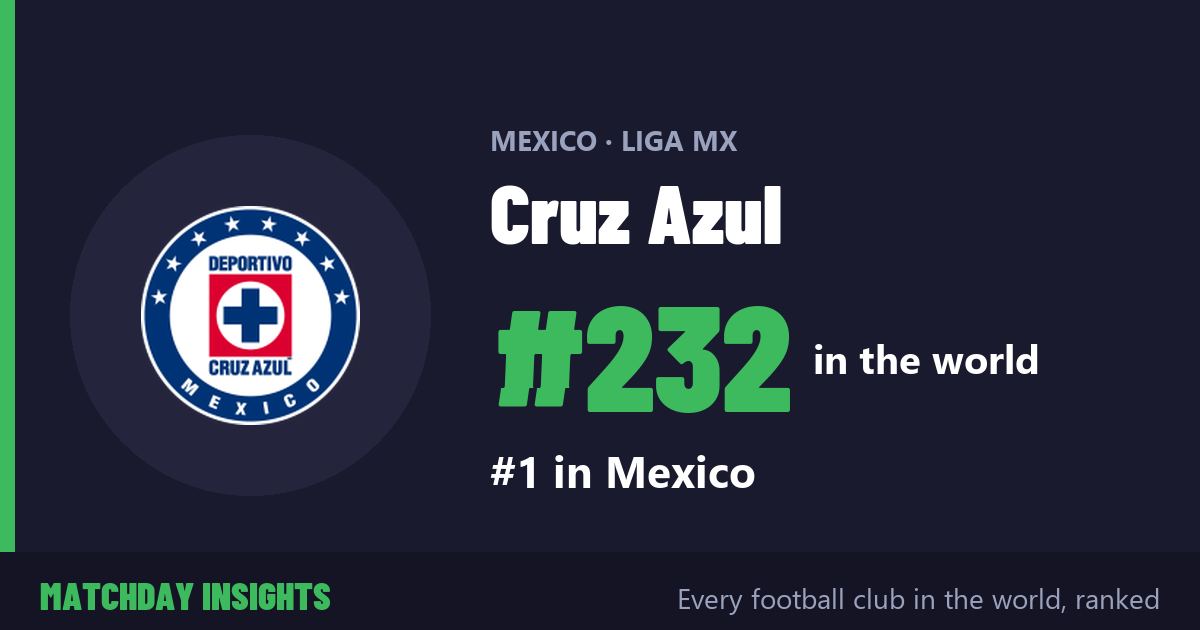 MEXICO · LIGA MX
Cruz Azul
#232 in the world
#1 in Mexico
DEPORTIVO
CRUZ AZUL
MEXICO
MATCHDAY INSIGHTS
Every football club in the world, ranked